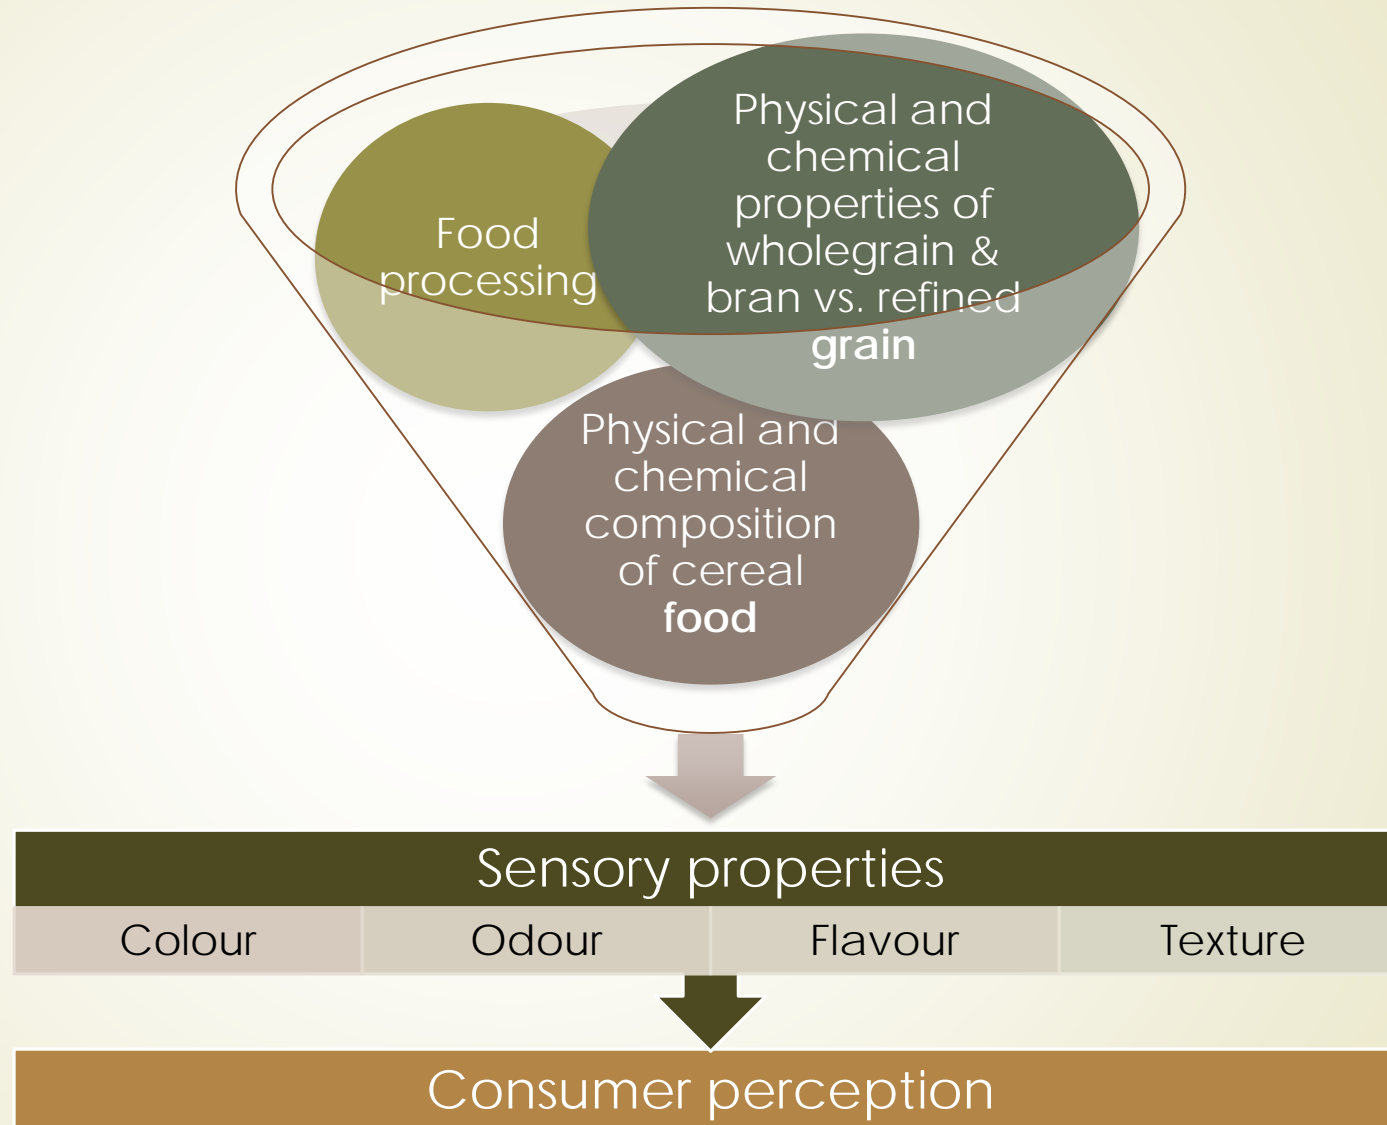 Food
processing
Physical and
chemical
properties of
wholegrain &
bran vs. refined
grain
Physical and
chemical
composition
of cereal
food
Sensory properties
Colour
Odour
Flavour
Texture
Consumer perception